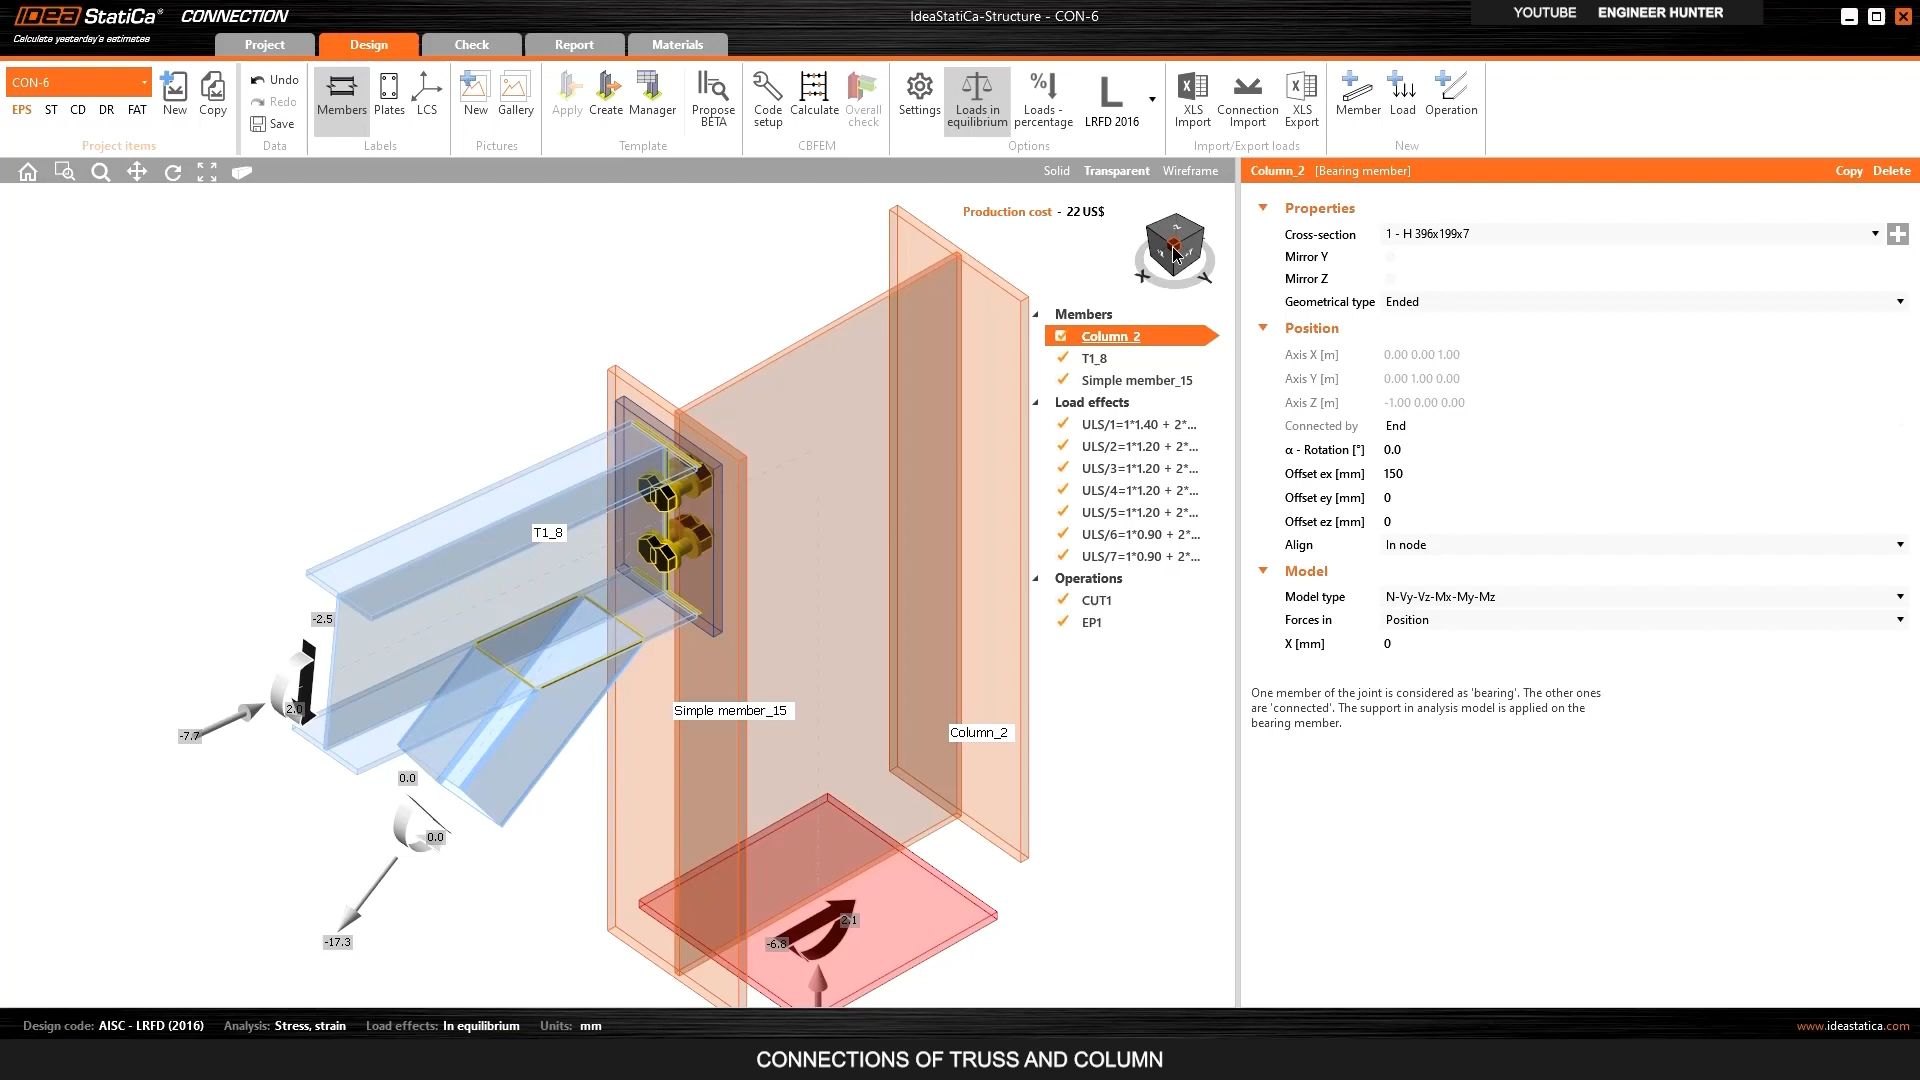 IDEA StatiCa® CONNECTION
Calculate yesterday's estimates
IdeaStatiCa-Structure - CON-6
YOUTUBE ENGINEER HUNTER
Project Design Check Report Materials
CON-6
EPS ST CD DR FAT
New Copy
Project items
Undo
Redo
Save
Data
Members Plates LCS
Labels
New Gallery
Pictures
Apply Create Manager
Propose
BETA
Template
Code
setup
Calculate
Overall
check
CBFEM
Settings
Loads in
equilibrium
Loads -
percentage
LRFD 2016
Options
XLS
Import
Connection
Import
XLS
Export
Import/Export loads
Member Load Operation
New
Solid Transparent Wireframe
Production cost - 22 US$
Members
Column_2
T1_8
Simple member_15
Load effects
ULS/1=1*1.40 + 2*...
ULS/2=1*1.20 + 2*...
ULS/3=1*1.20 + 2*...
ULS/4=1*1.20 + 2*...
ULS/5=1*1.20 + 2*...
ULS/6=1*0.90 + 2*...
ULS/7=1*0.90 + 2*...
Operations
CUT1
EP1
T1_8
-2.5
2.0
-7.7
Simple member_15
Column_2
0.0
0.0
-17.3
2.1
-6.8
Column_2 [Bearing member] Copy Delete
Properties
Cross-section 1 - H 396x199x7
Mirror Y
Mirror Z
Geometrical type Ended
Position
Axis X [m] 0.00 0.00 1.00
Axis Y [m] 0.00 1.00 0.00
Axis Z [m] -1.00 0.00 0.00
Connected by End
α - Rotation [°] 0.0
Offset ex [mm] 150
Offset ey [mm] 0
Offset ez [mm] 0
Align In node
Model
Model type N-Vy-Vz-Mx-My-Mz
Forces in Position
X [mm] 0
One member of the joint is considered as 'bearing'. The other ones
are 'connected'. The support in analysis model is applied on the
bearing member.
Design code: AISC - LRFD (2016) Analysis: Stress, strain Load effects: In equilibrium Units: mm
www.ideastatica.com
CONNECTIONS OF TRUSS AND COLUMN